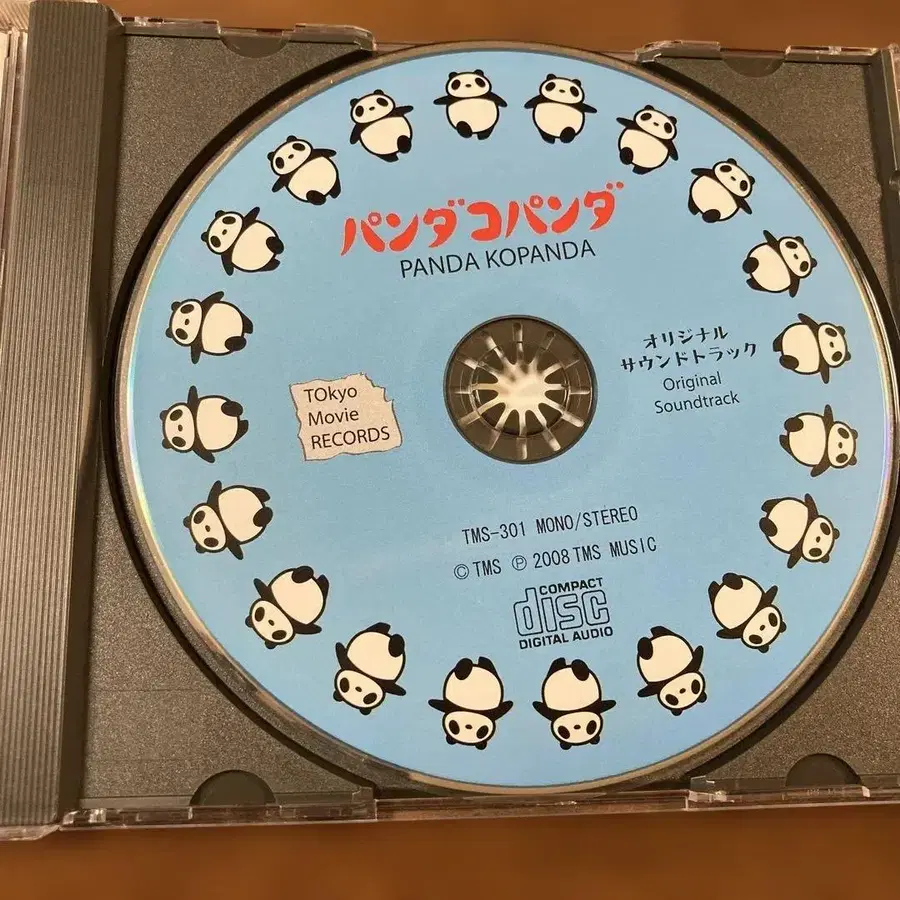 パンダコパンダ
PANDA KOPANDA
オリジナル
サウンドトラック
Original
Soundtrack
TOkyo
Movie
RECORDS
TMS-301 MONO/STEREO
© TMS ℗ 2008 TMS MUSIC
COMPACT
disc
DIGITAL AUDIO